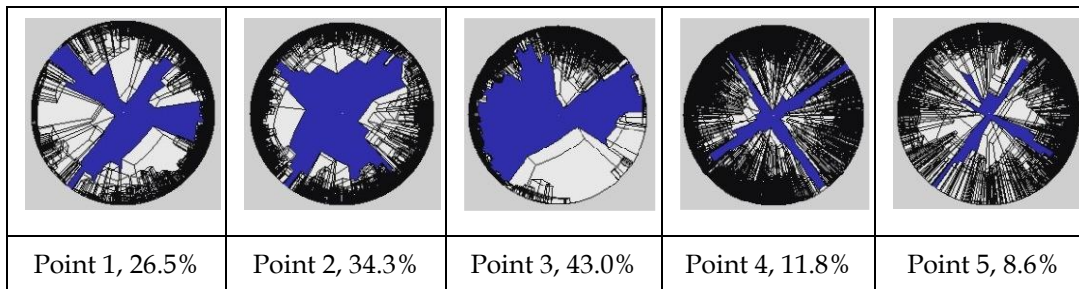 Point 1, 26.5%
Point 2, 34.3%
Point 3, 43.0%
Point 4, 11.8%
Point 5, 8.6%